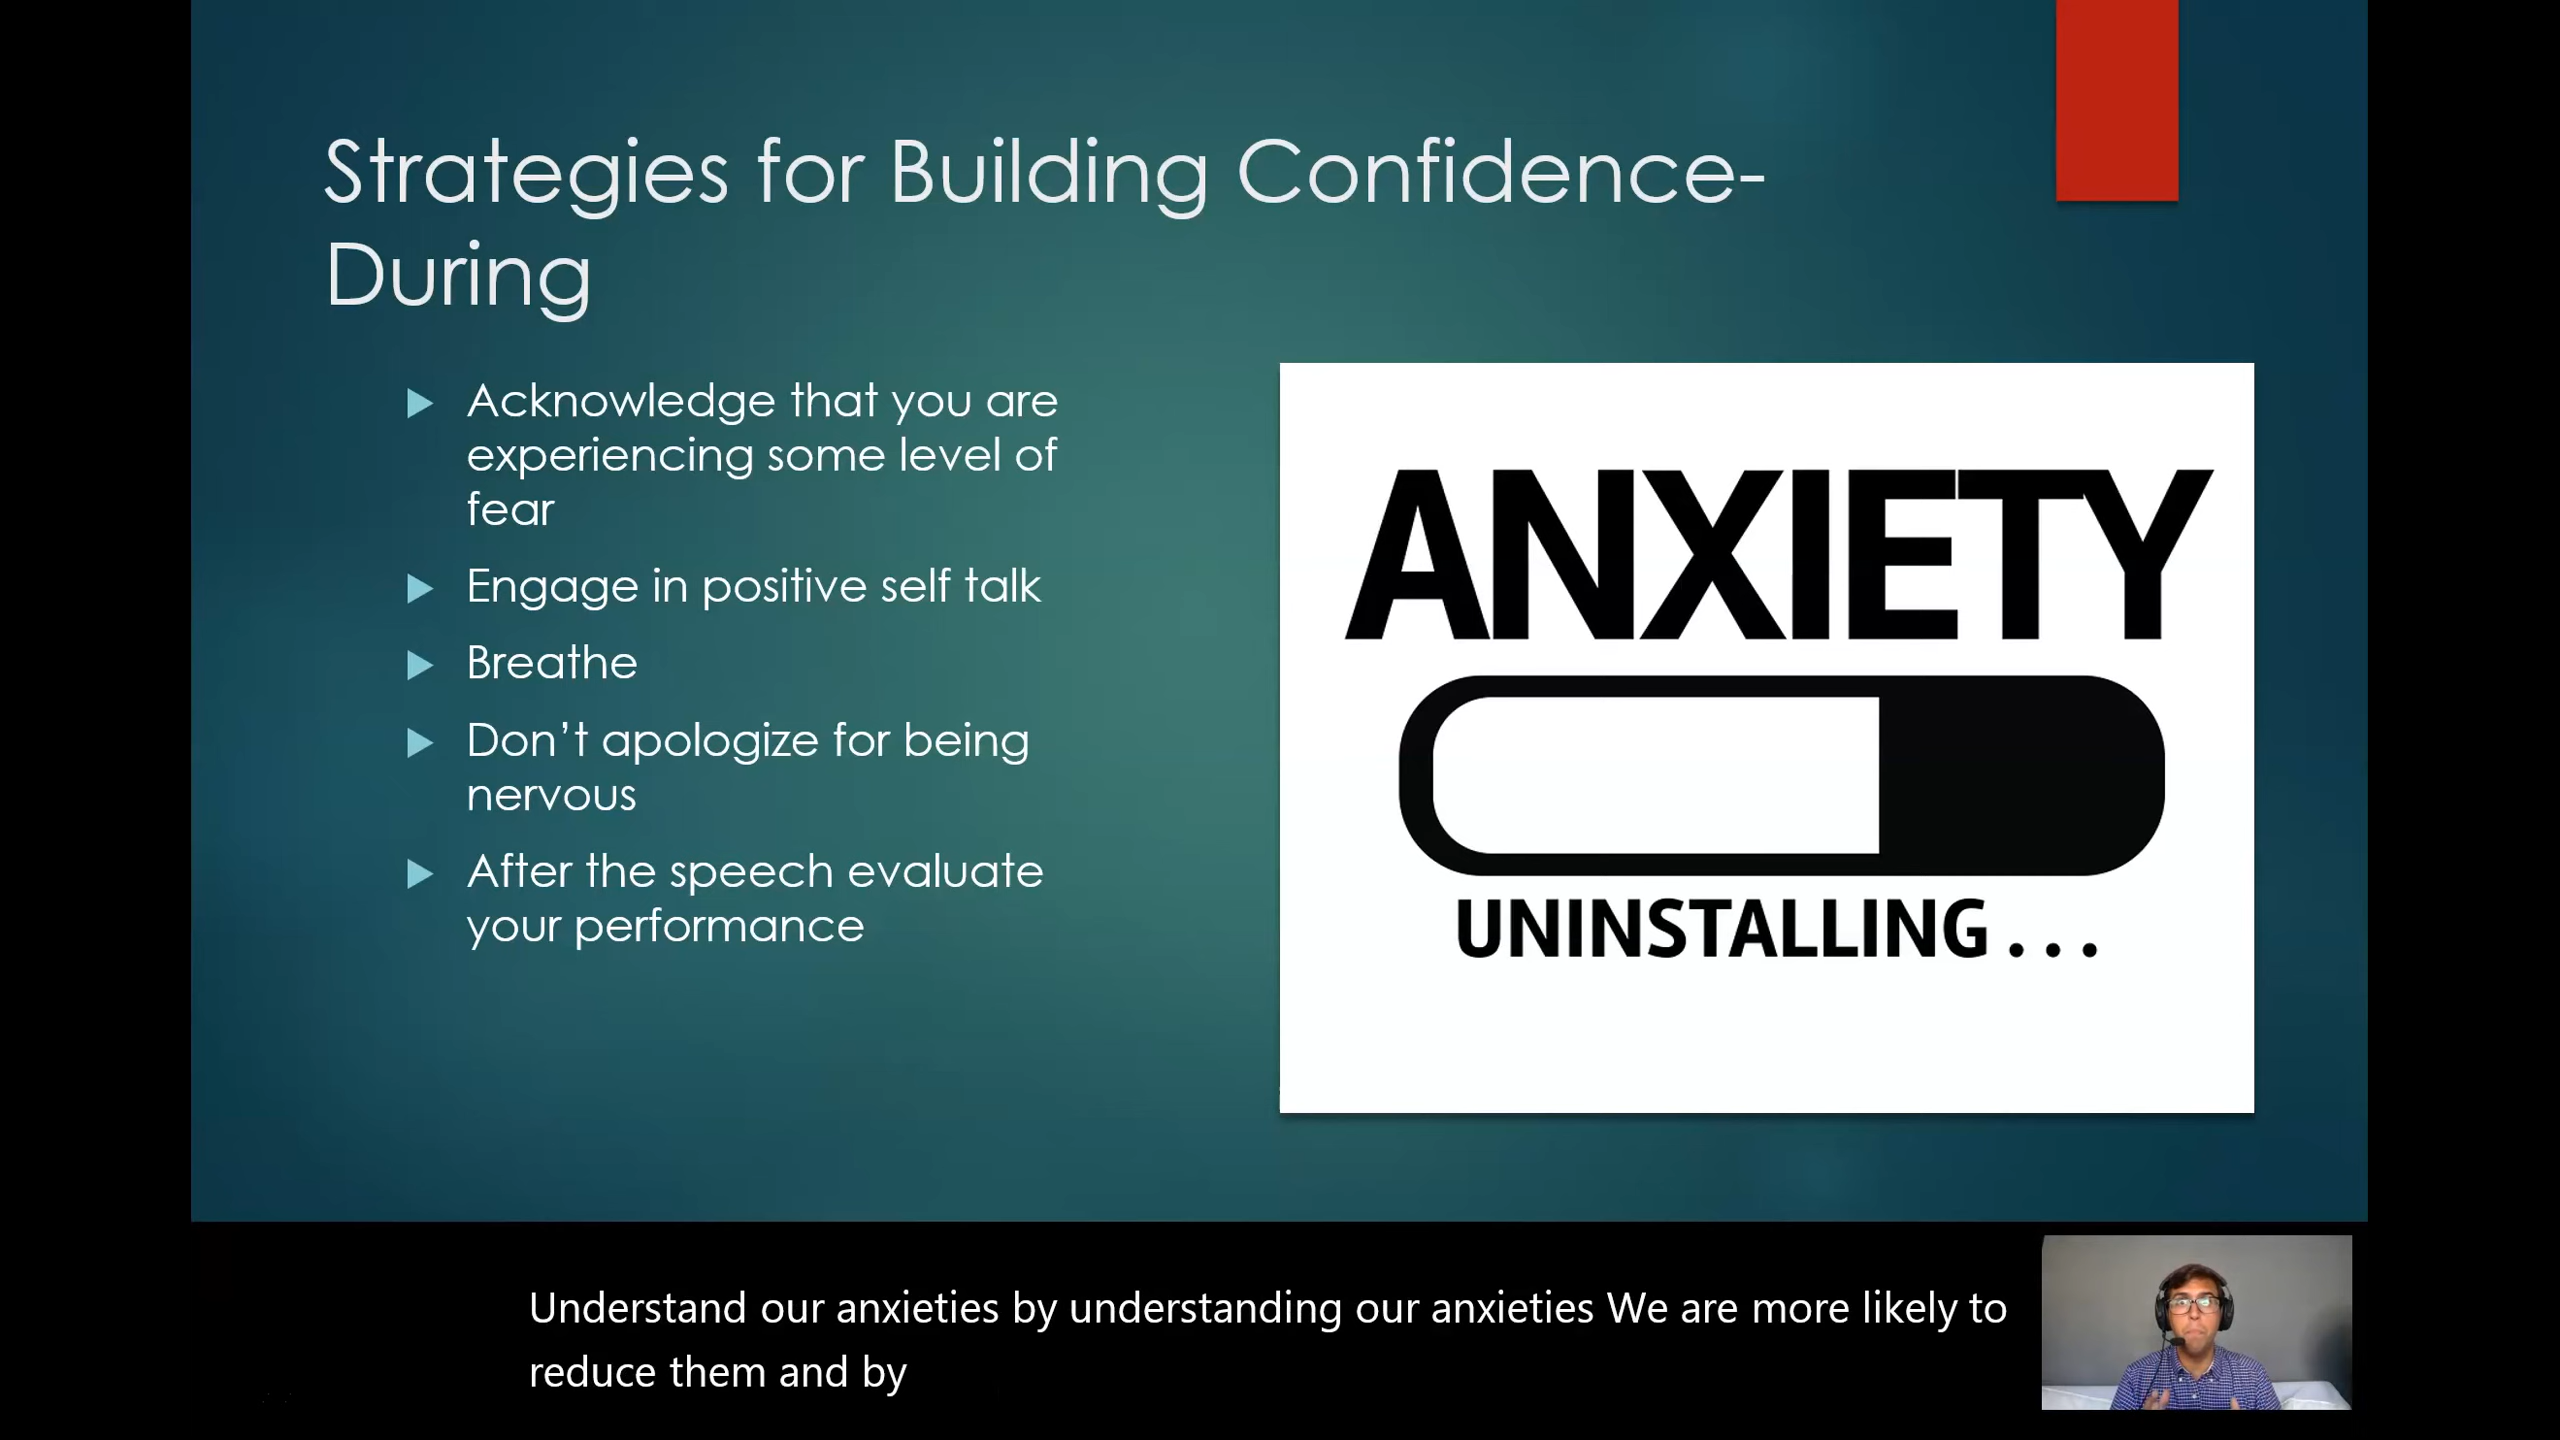 Strategies for Building Confidence-
During
Acknowledge that you are
experiencing some level of
fear
Engage in positive self talk
Breathe
Don’t apologize for being
nervous
After the speech evaluate
your performance
ANXIETY
UNINSTALLING...
Understand our anxieties by understanding our anxieties We are more likely to
reduce them and by